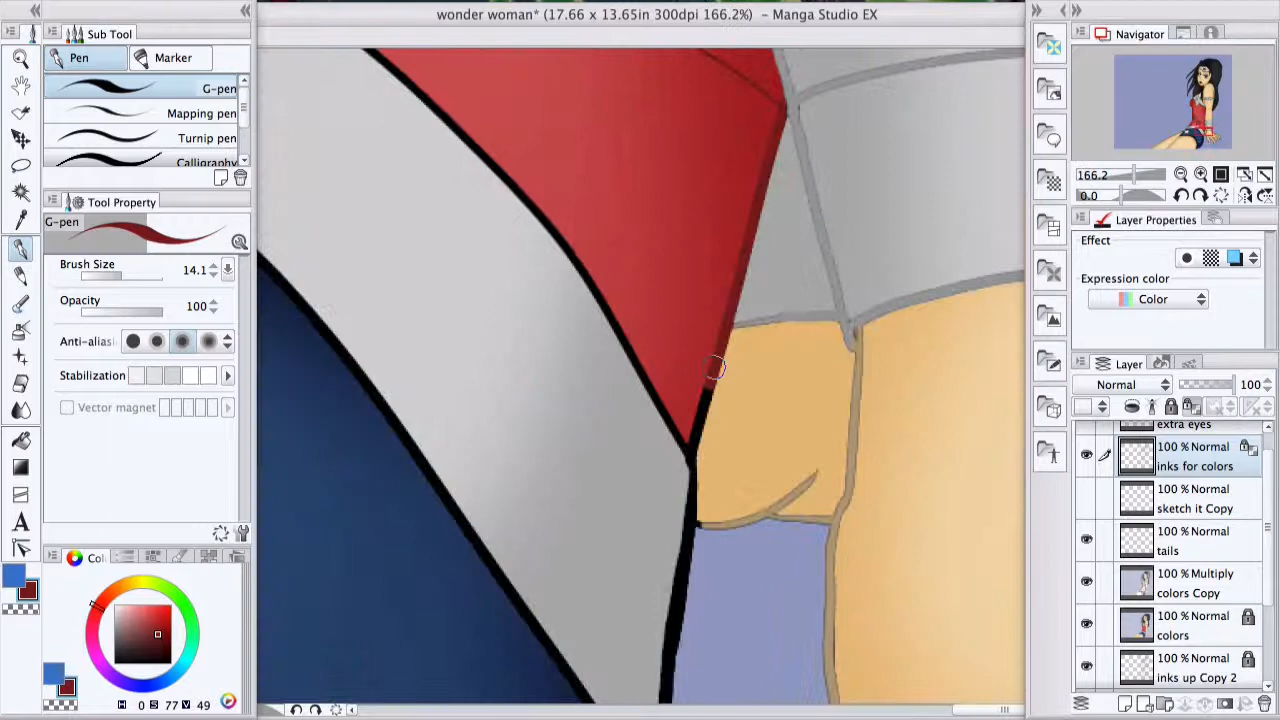 wonder woman* (17.66 x 13.65in 300dpi 166.2%) - Manga Studio EX
Sub Tool
Pen
Marker
G-pen
Mapping pen
Turnip pen
Calligraphy
Tool Property
G-pen
Brush Size
14.1
Opacity
100
Anti-alias
Stabilization
Vector magnet
Col
H 0 S 77 V 49
Navigator
166.2
0.0
Layer Properties
Effect
Expression color
Color
Layer
Normal
100
extra eyes
100 % Normal
inks for colors
100 % Normal
sketch it Copy
100 % Normal
tails
100 % Multiply
colors Copy
100 % Normal
colors
100 % Normal
inks up Copy 2